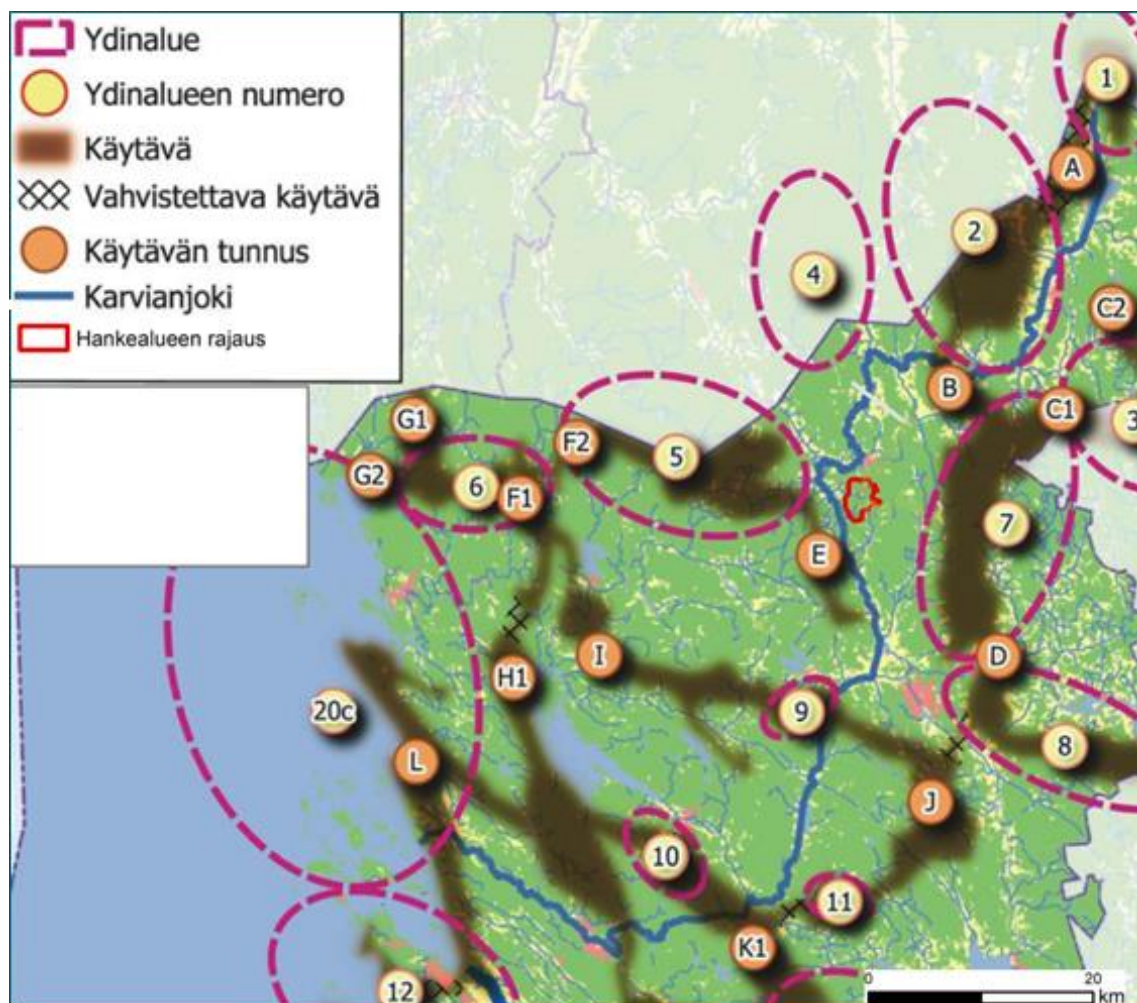 Ydinalue
Ydinalueen numero
Käytävä
Vahvistettava käytävä
Käytävän tunnus
Karvianjoki
Hankealueen rajaus
1
A
2
4
C2
B
C1
3
G1
F2
5
G2
6
F1
7
E
I
D
H1
20c
9
8
L
J
10
11
K1
12
0 20
km